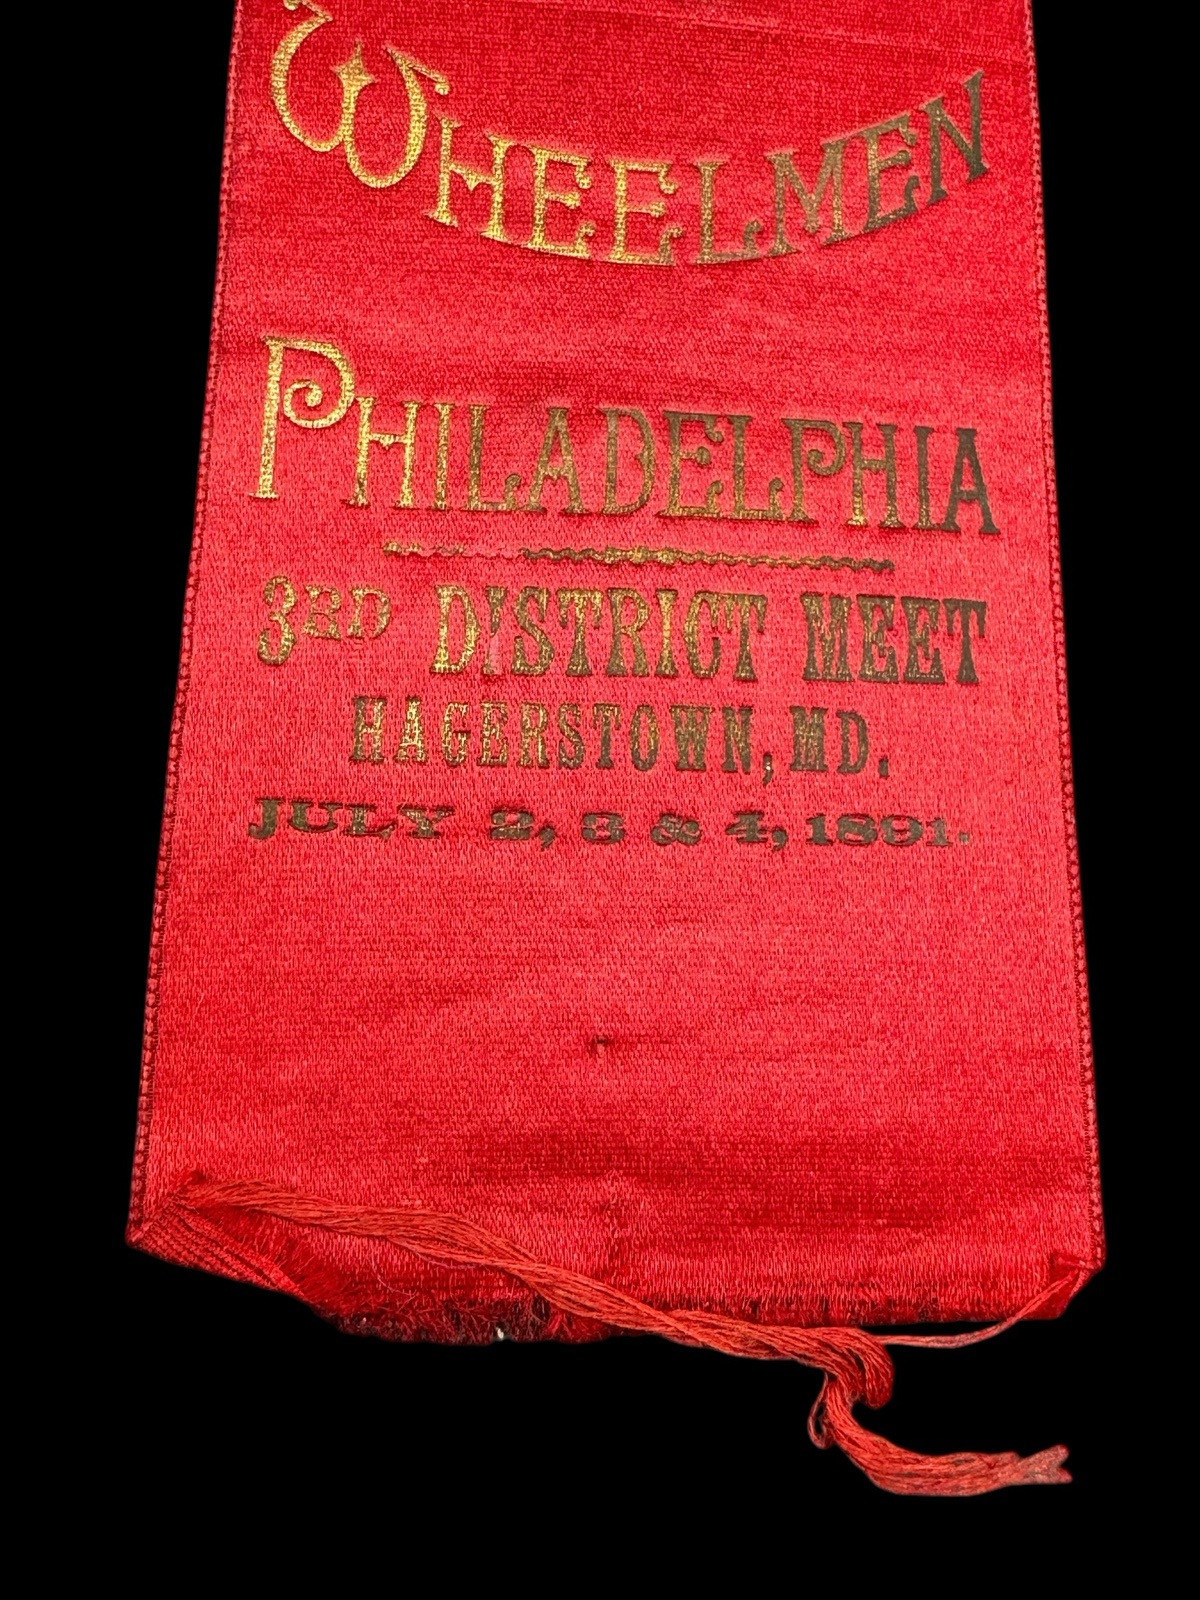 WHEELMEN
PHILADELPHIA
3RD DISTRICT MEET
HAGERSTOWN, MD.
JULY 2, 3 & 4, 1891.